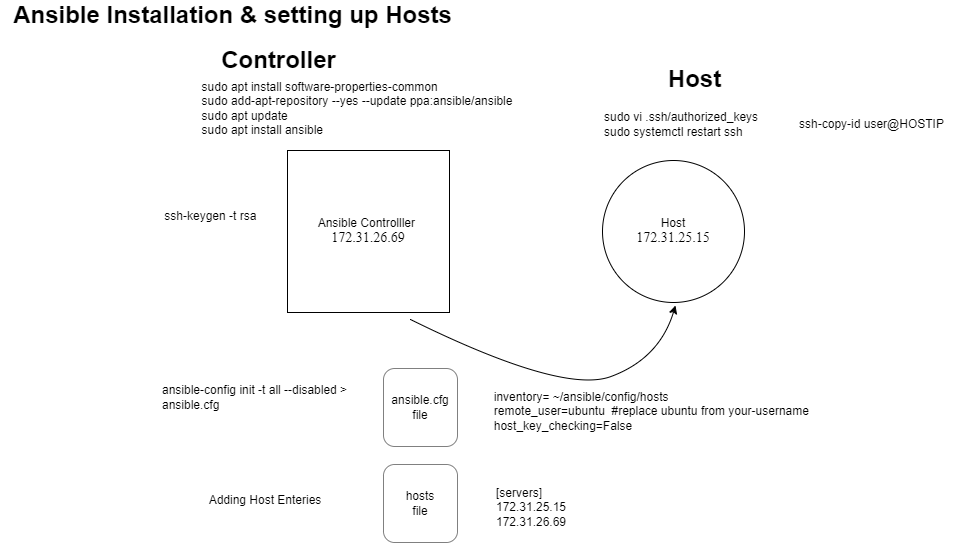 Ansible Installation & setting up Hosts
Controller
sudo apt install software-properties-common
sudo add-apt-repository --yes --update ppa:ansible/ansible
sudo apt update
sudo apt install ansible
Host
sudo vi .ssh/authorized_keys
sudo systemctl restart ssh
ssh-copy-id user@HOSTIP
ssh-keygen -t rsa
Ansible Controlller
172.31.26.69
Host
172.31.25.15
ansible-config init -t all --disabled >
ansible.cfg
ansible.cfg
file
inventory= ~/ansible/config/hosts
remote_user=ubuntu  #replace ubuntu from your-username
host_key_checking=False
Adding Host Enteries
hosts
file
[servers]
172.31.25.15
172.31.26.69